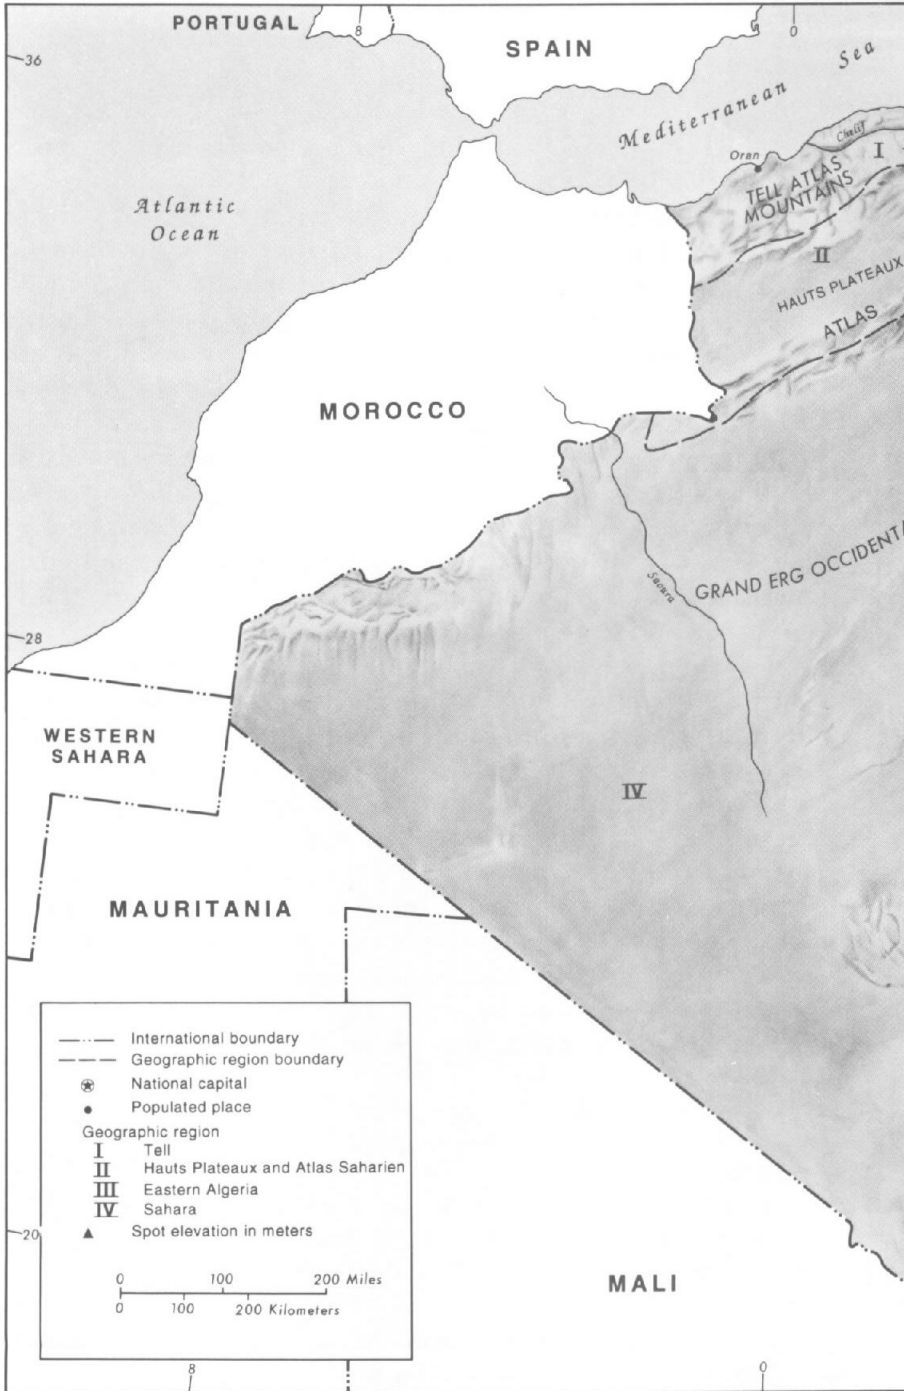 PORTUGAL
8
0
36
SPAIN
Mediterranean Sea
Chelif
Oran
I
TELL ATLAS
MOUNTAINS
Atlantic
Ocean
II
HAUTS PLATEAUX
ATLAS
MOROCCO
GRAND ERG OCCIDENTA
Saoura
28
WESTERN
SAHARA
IV
MAURITANIA
International boundary
Geographic region boundary
National capital
Populated place
Geographic region
I Tell
II Hauts Plateaux and Atlas Saharien
III Eastern Algeria
IV Sahara
Spot elevation in meters
20
0 100 200 Miles
0 100 200 Kilometers
MALI
8
0